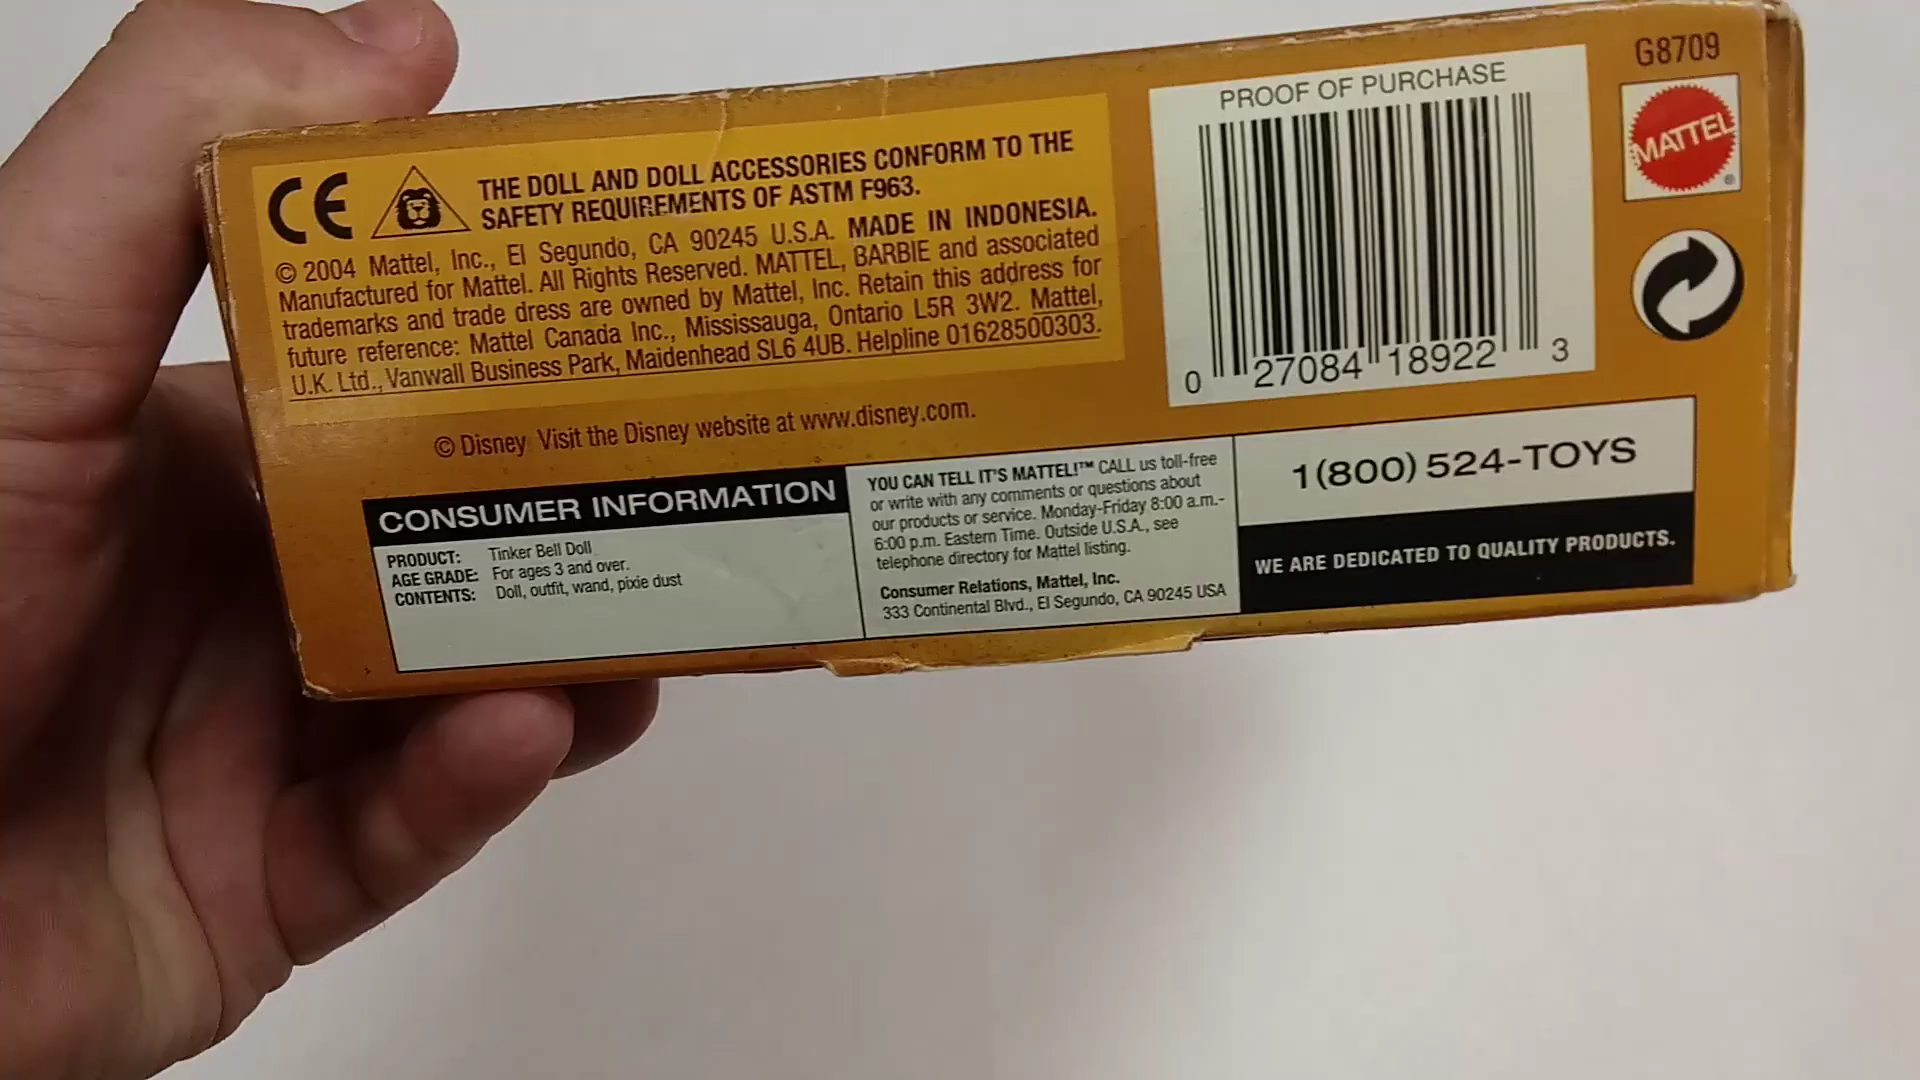 CE
THE DOLL AND DOLL ACCESSORIES CONFORM TO THE
SAFETY REQUIREMENTS OF ASTM F963.
© 2004 Mattel, Inc., El Segundo, CA 90245 U.S.A. MADE IN INDONESIA.
Manufactured for Mattel. All Rights Reserved. MATTEL, BARBIE and associated
trademarks and trade dress are owned by Mattel, Inc. Retain this address for
future reference: Mattel Canada Inc., Mississauga, Ontario L5R 3W2. Mattel,
U.K. Ltd., Vanwall Business Park, Maidenhead SL6 4UB. Helpline 01628500303.
© Disney Visit the Disney website at www.disney.com.
PROOF OF PURCHASE
0 27084 18922 3
G8709
MATTEL
®
CONSUMER INFORMATION
PRODUCT: Tinker Bell Doll
AGE GRADE: For ages 3 and over.
CONTENTS: Doll, outfit, wand, pixie dust
YOU CAN TELL IT'S MATTEL!™ CALL us toll-free
or write with any comments or questions about
our products or service. Monday-Friday 8:00 a.m.-
6:00 p.m. Eastern Time. Outside U.S.A., see
telephone directory for Mattel listing.
Consumer Relations, Mattel, Inc.
333 Continental Blvd., El Segundo, CA 90245 USA
1(800) 524-TOYS
WE ARE DEDICATED TO QUALITY PRODUCTS.